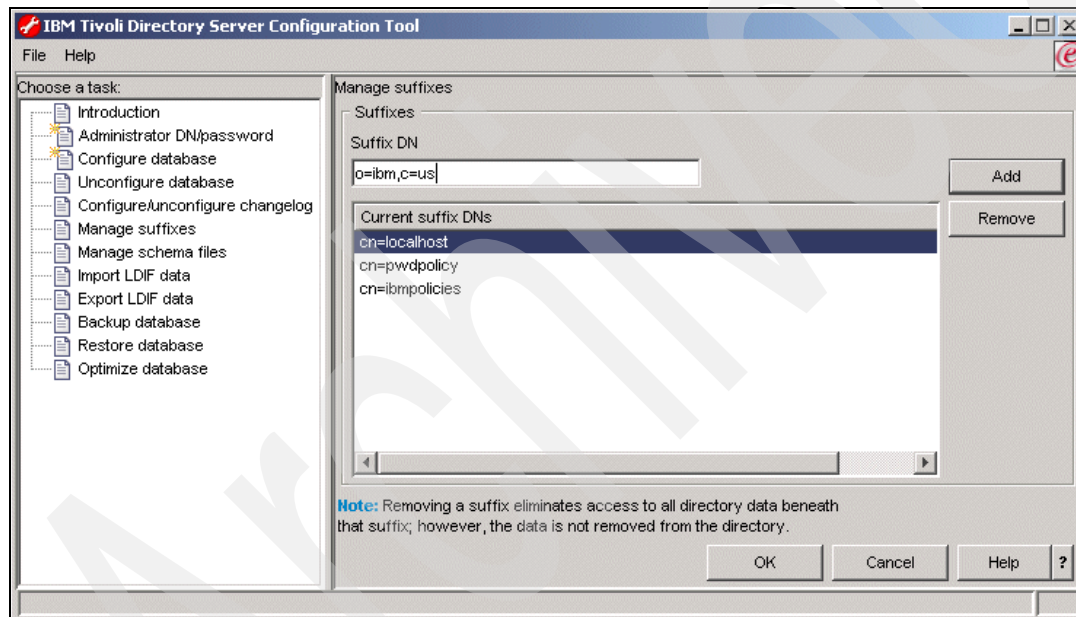 IBM Tivoli Directory Server Configuration Tool
File Help
Choose a task:
Introduction
Administrator DN/password
Configure database
Unconfigure database
Configure/unconfigure changelog
Manage suffixes
Manage schema files
Import LDIF data
Export LDIF data
Backup database
Restore database
Optimize database
Manage suffixes
Suffixes
Suffix DN
o=ibm,c=us
Add
Current suffix DNs
Remove
cn=localhost
cn=pwdpolicy
cn=ibmpolicies
Note: Removing a suffix eliminates access to all directory data beneath
that suffix; however, the data is not removed from the directory.
OK Cancel Help ?